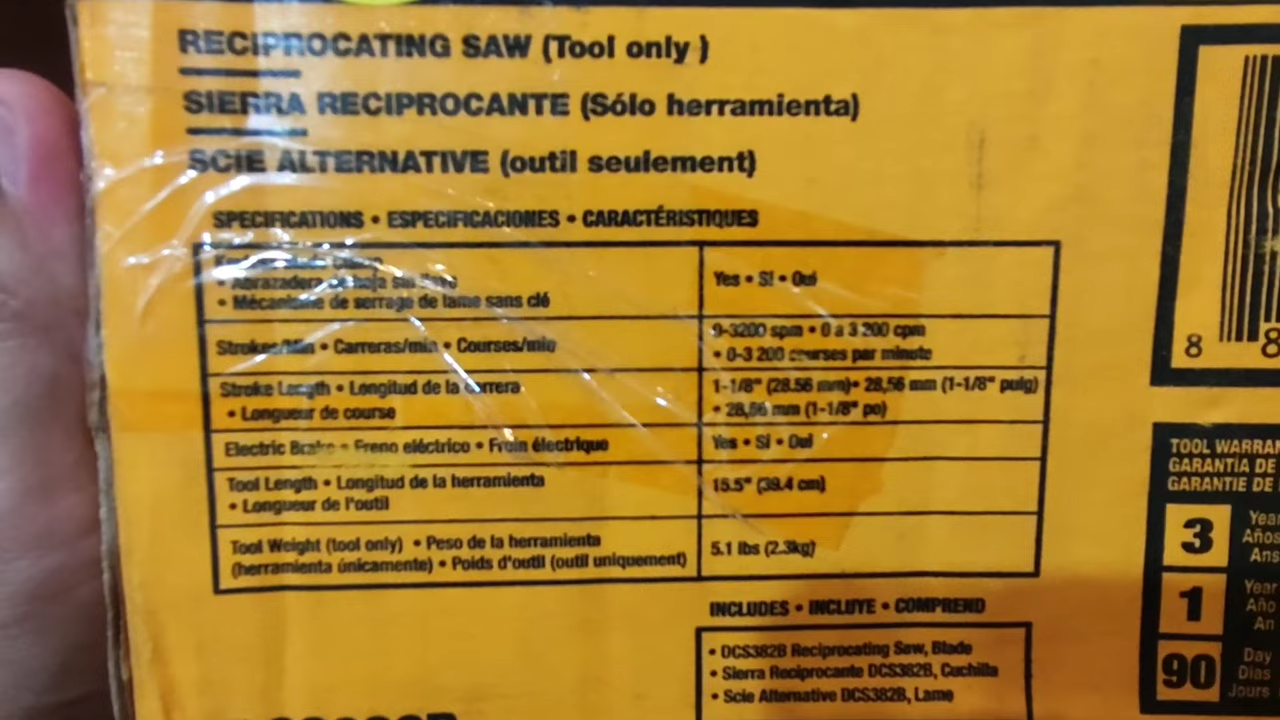 RECIPROCATING SAW (Tool only )
SIERRA RECIPROCANTE (Sólo herramienta)
SCIE ALTERNATIVE (outil seulement)
SPECIFICATIONS • ESPECIFICACIONES • CARACTÉRISTIQUES
• Abrazadera de hoja sin llave
• Mécanisme de serrage de lame sans clé
Yes • Sí • Oui
Strokes/Min • Carreras/min • Courses/min
0-3200 spm • 0 a 3 200 cpm
• 0-3 200 courses par minute
Stroke Length • Longitud de la carrera
• Longueur de course
1-1/8" (28.56 mm)• 28,56 mm (1-1/8" pulg)
• 28,56 mm (1-1/8" po)
Electric Brake • Freno eléctrico • Frein électrique
Yes • Sí • Oui
Tool Length • Longitud de la herramienta
• Longueur de l'outil
15.5" (39.4 cm)
Tool Weight (tool only) • Peso de la herramienta
(herramienta únicamente) • Poids d'outil (outil uniquement)
5.1 lbs (2.3kg)
INCLUDES • INCLUYE • COMPREND
• DCS382B Reciprocating Saw, Blade
• Sierra Reciprocante DCS382B, Cuchilla
• Scie Alternative DCS382B, Lame
8 8
TOOL WARRAN
GARANTÍA DE
GARANTIE DE
3 Year
Años
Ans
1 Year
Año
An
90 Day
Días
Jours